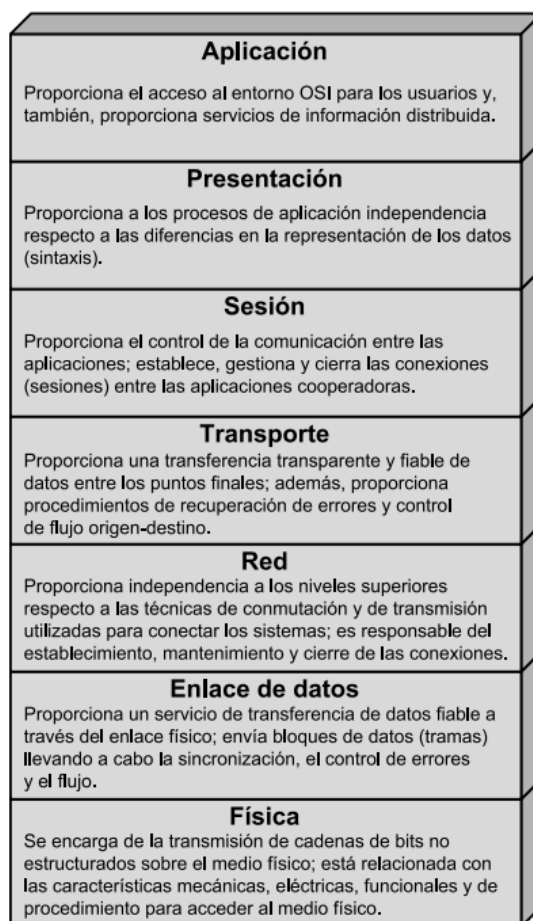 Aplicación
Proporciona el acceso al entorno OSI para los usuarios y,
también, proporciona servicios de información distribuida.
Presentación
Proporciona a los procesos de aplicación independencia
respecto a las diferencias en la representación de los datos
(sintaxis).
Sesión
Proporciona el control de la comunicación entre las
aplicaciones; establece, gestiona y cierra las conexiones
(sesiones) entre las aplicaciones cooperadoras.
Transporte
Proporciona una transferencia transparente y fiable de
datos entre los puntos finales; además, proporciona
procedimientos de recuperación de errores y control
de flujo origen-destino.
Red
Proporciona independencia a los niveles superiores
respecto a las técnicas de conmutación y de transmisión
utilizadas para conectar los sistemas; es responsable del
establecimiento, mantenimiento y cierre de las conexiones.
Enlace de datos
Proporciona un servicio de transferencia de datos fiable a
través del enlace físico; envía bloques de datos (tramas)
llevando a cabo la sincronización, el control de errores
y el flujo.
Física
Se encarga de la transmisión de cadenas de bits no
estructurados sobre el medio físico; está relacionada con
las características mecánicas, eléctricas, funcionales y de
procedimiento para acceder al medio físico.